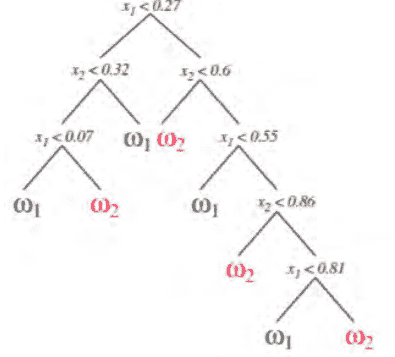 x₁ < 0.27
x₂ < 0.32 x₂ < 0.6
x₁ < 0.07 ω₁ ω₂ x₁ < 0.55
ω₁ ω₂ ω₁ x₂ < 0.86
ω₂ x₁ < 0.81
ω₁ ω₂